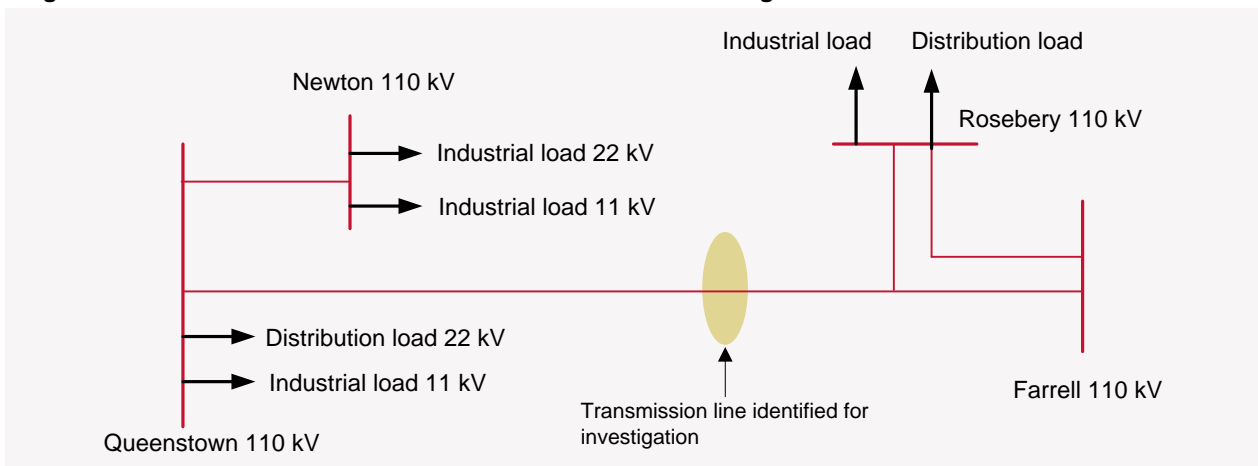 Industrial load
Distribution load
Newton 110 kV
Rosebery 110 kV
Industrial load 22 kV
Industrial load 11 kV
Distribution load 22 kV
Industrial load 11 kV
Farrell 110 kV
Transmission line identified for
investigation
Queenstown 110 kV